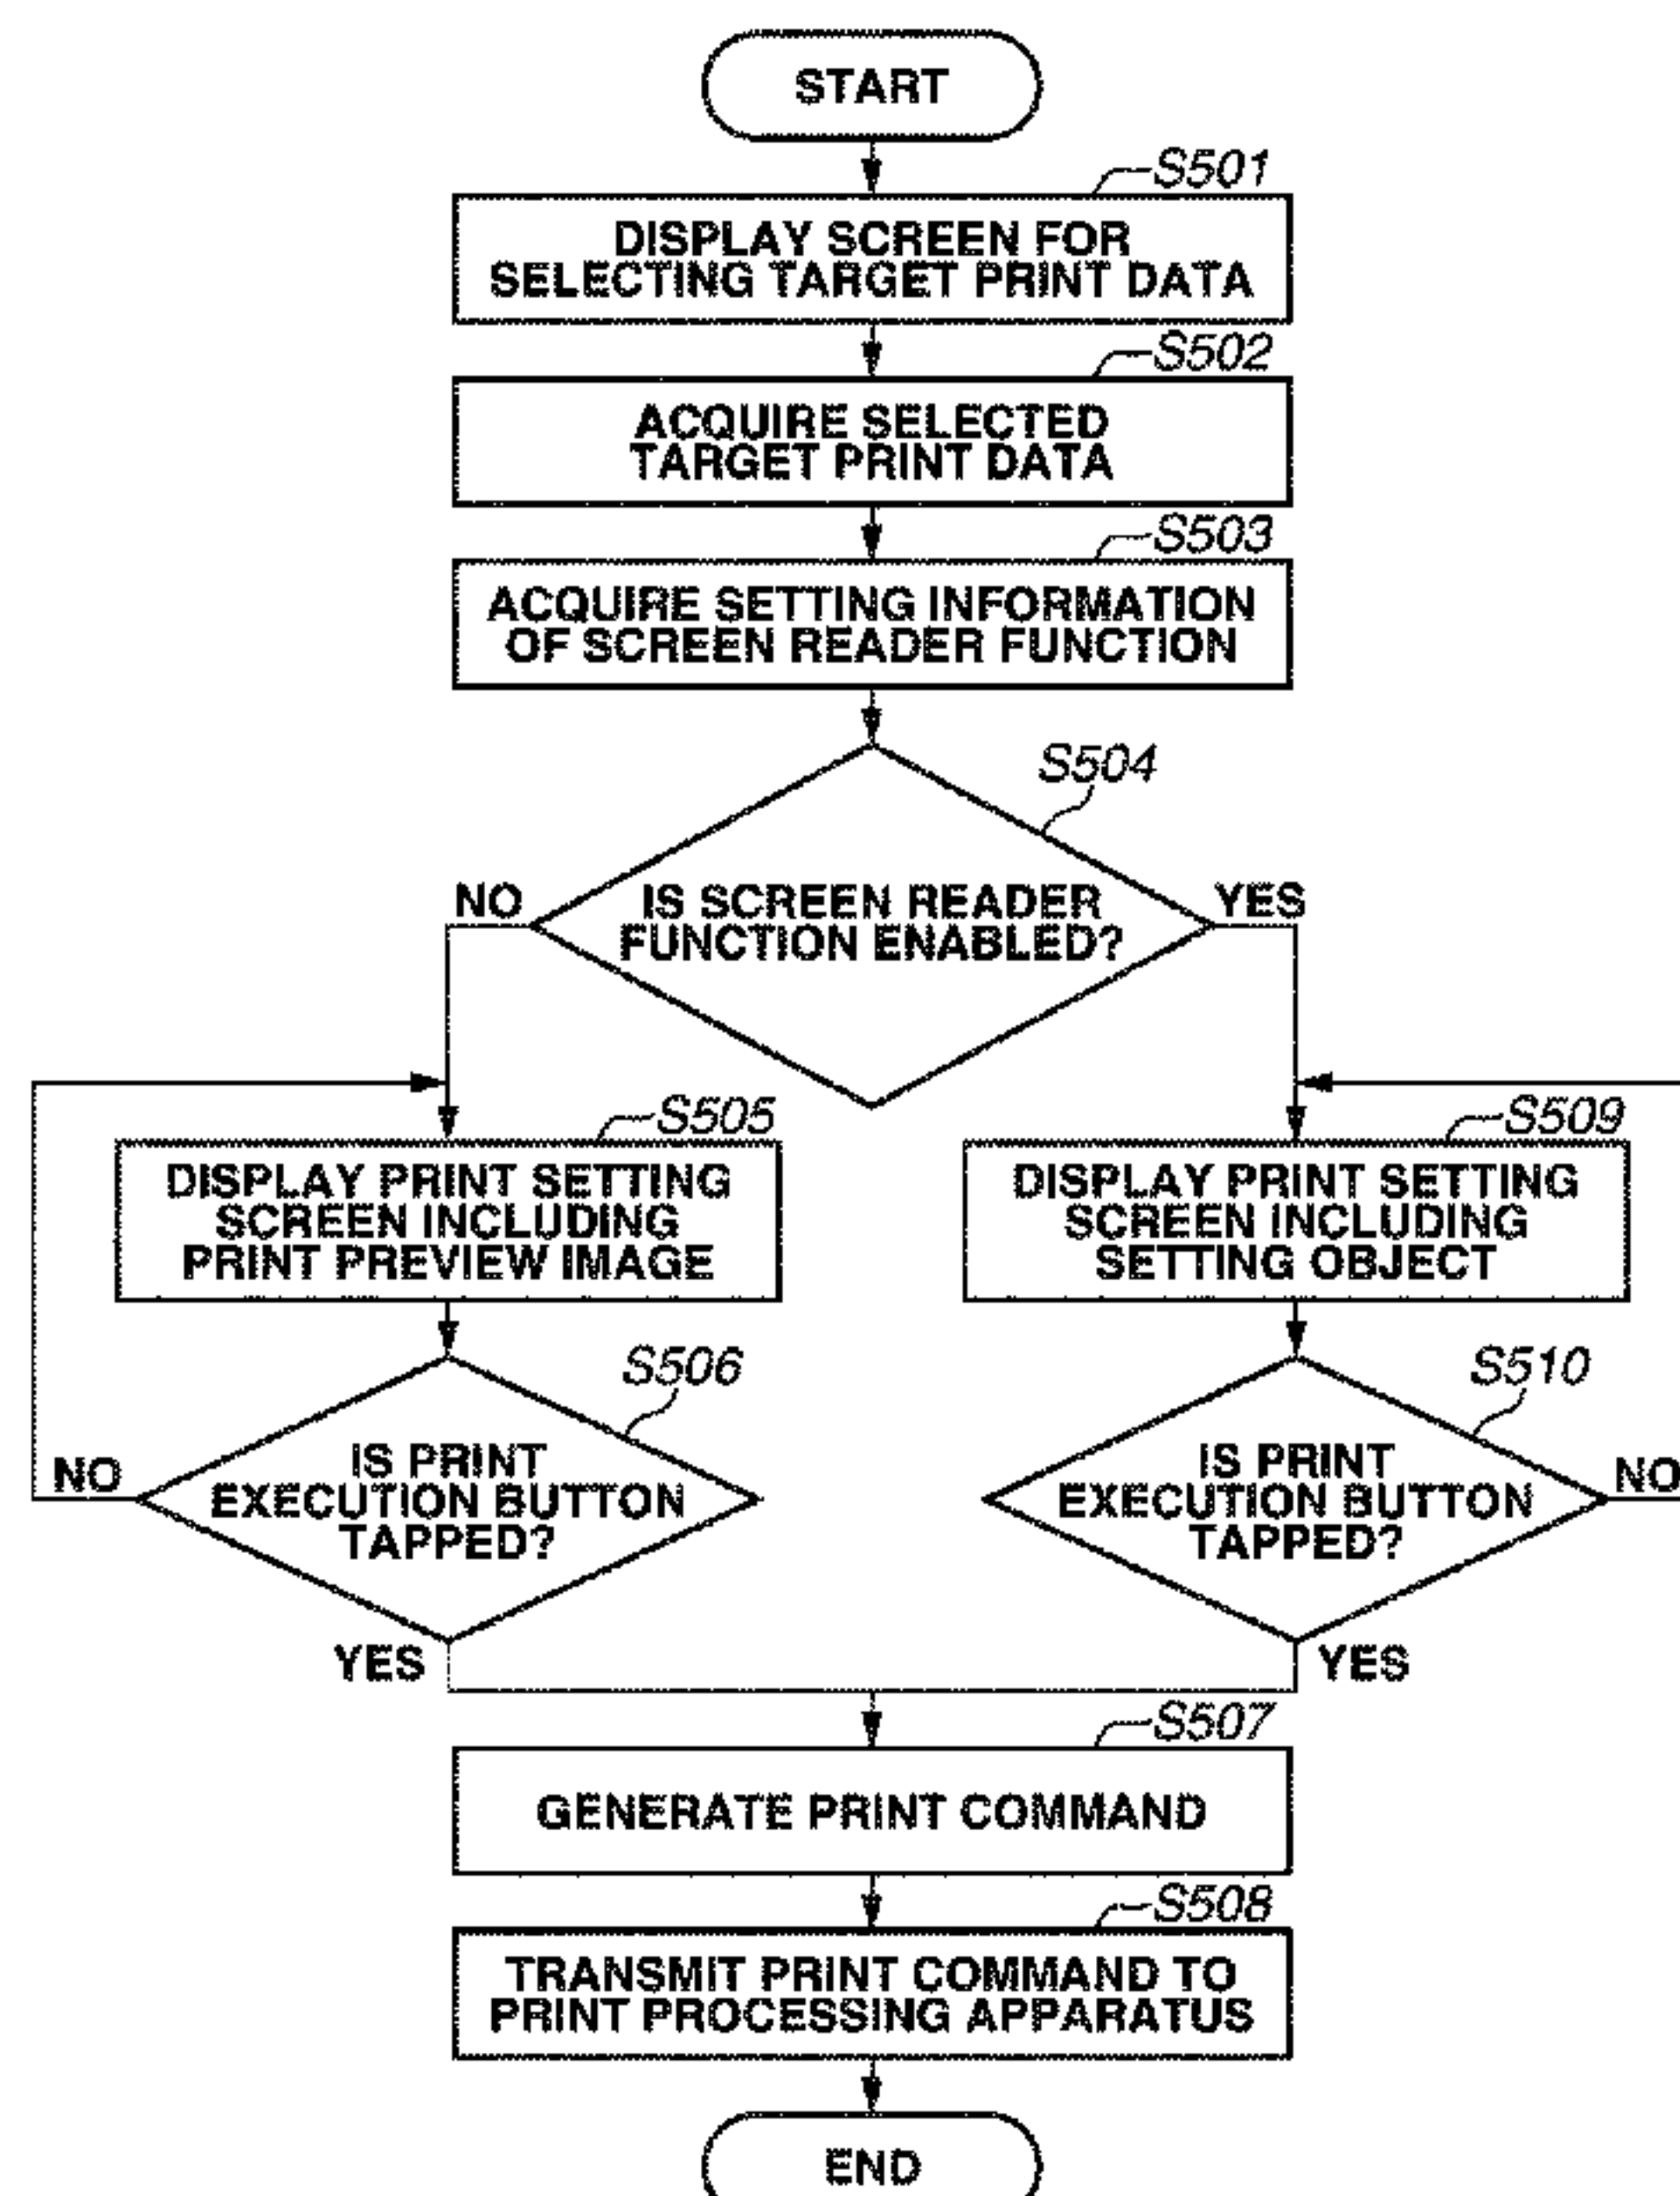 START
S501
DISPLAY SCREEN FOR
SELECTING TARGET PRINT DATA
S502
ACQUIRE SELECTED
TARGET PRINT DATA
S503
ACQUIRE SETTING INFORMATION
OF SCREEN READER FUNCTION
S504
NO
IS SCREEN READER
FUNCTION ENABLED?
YES
S505
DISPLAY PRINT SETTING
SCREEN INCLUDING
PRINT PREVIEW IMAGE
S509
DISPLAY PRINT SETTING
SCREEN INCLUDING
SETTING OBJECT
S506
NO
IS PRINT
EXECUTION BUTTON
TAPPED?
YES
S510
IS PRINT
EXECUTION BUTTON
TAPPED?
NO
YES
S507
GENERATE PRINT COMMAND
S508
TRANSMIT PRINT COMMAND TO
PRINT PROCESSING APPARATUS
END